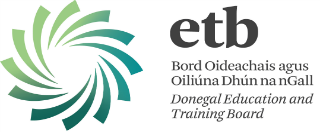 etb
Bord Oideachais agus
Oiliúna Dhún na nGall
Donegal Education and
Training Board